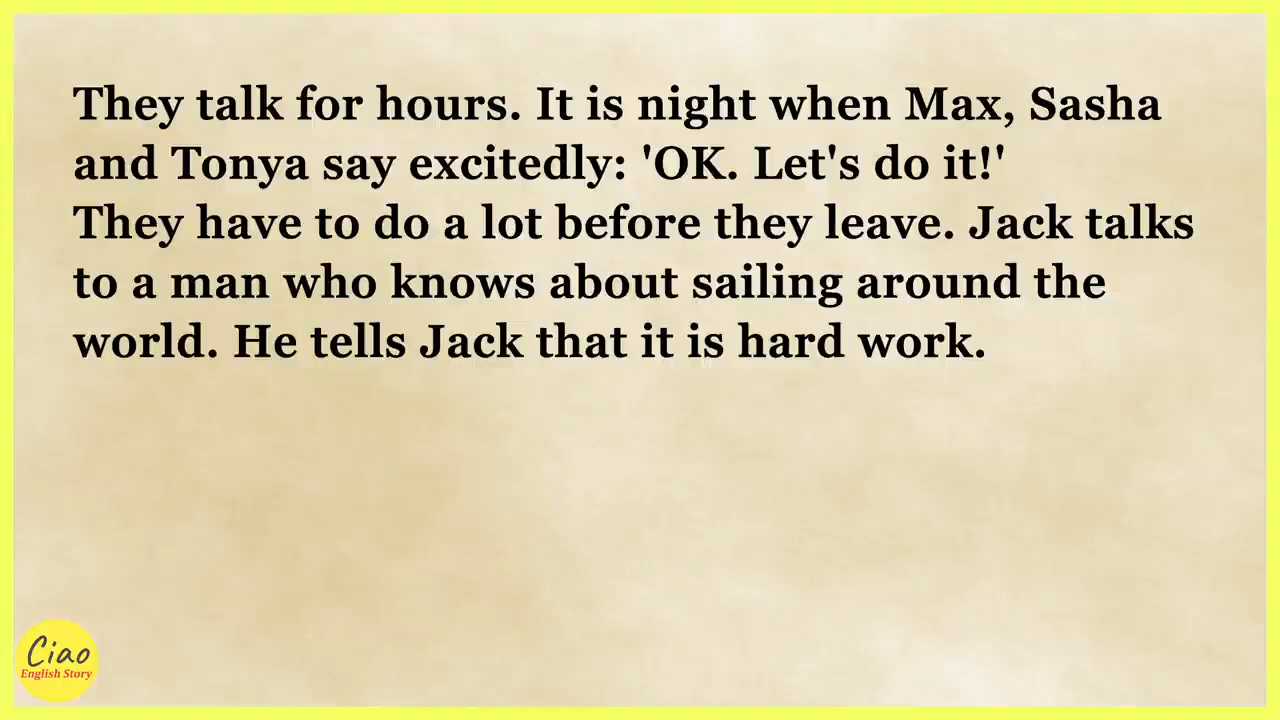 They talk for hours. It is night when Max, Sasha
and Tonya say excitedly: 'OK. Let's do it!'
They have to do a lot before they leave. Jack talks
to a man who knows about sailing around the
world. He tells Jack that it is hard work.
Ciao
English Story